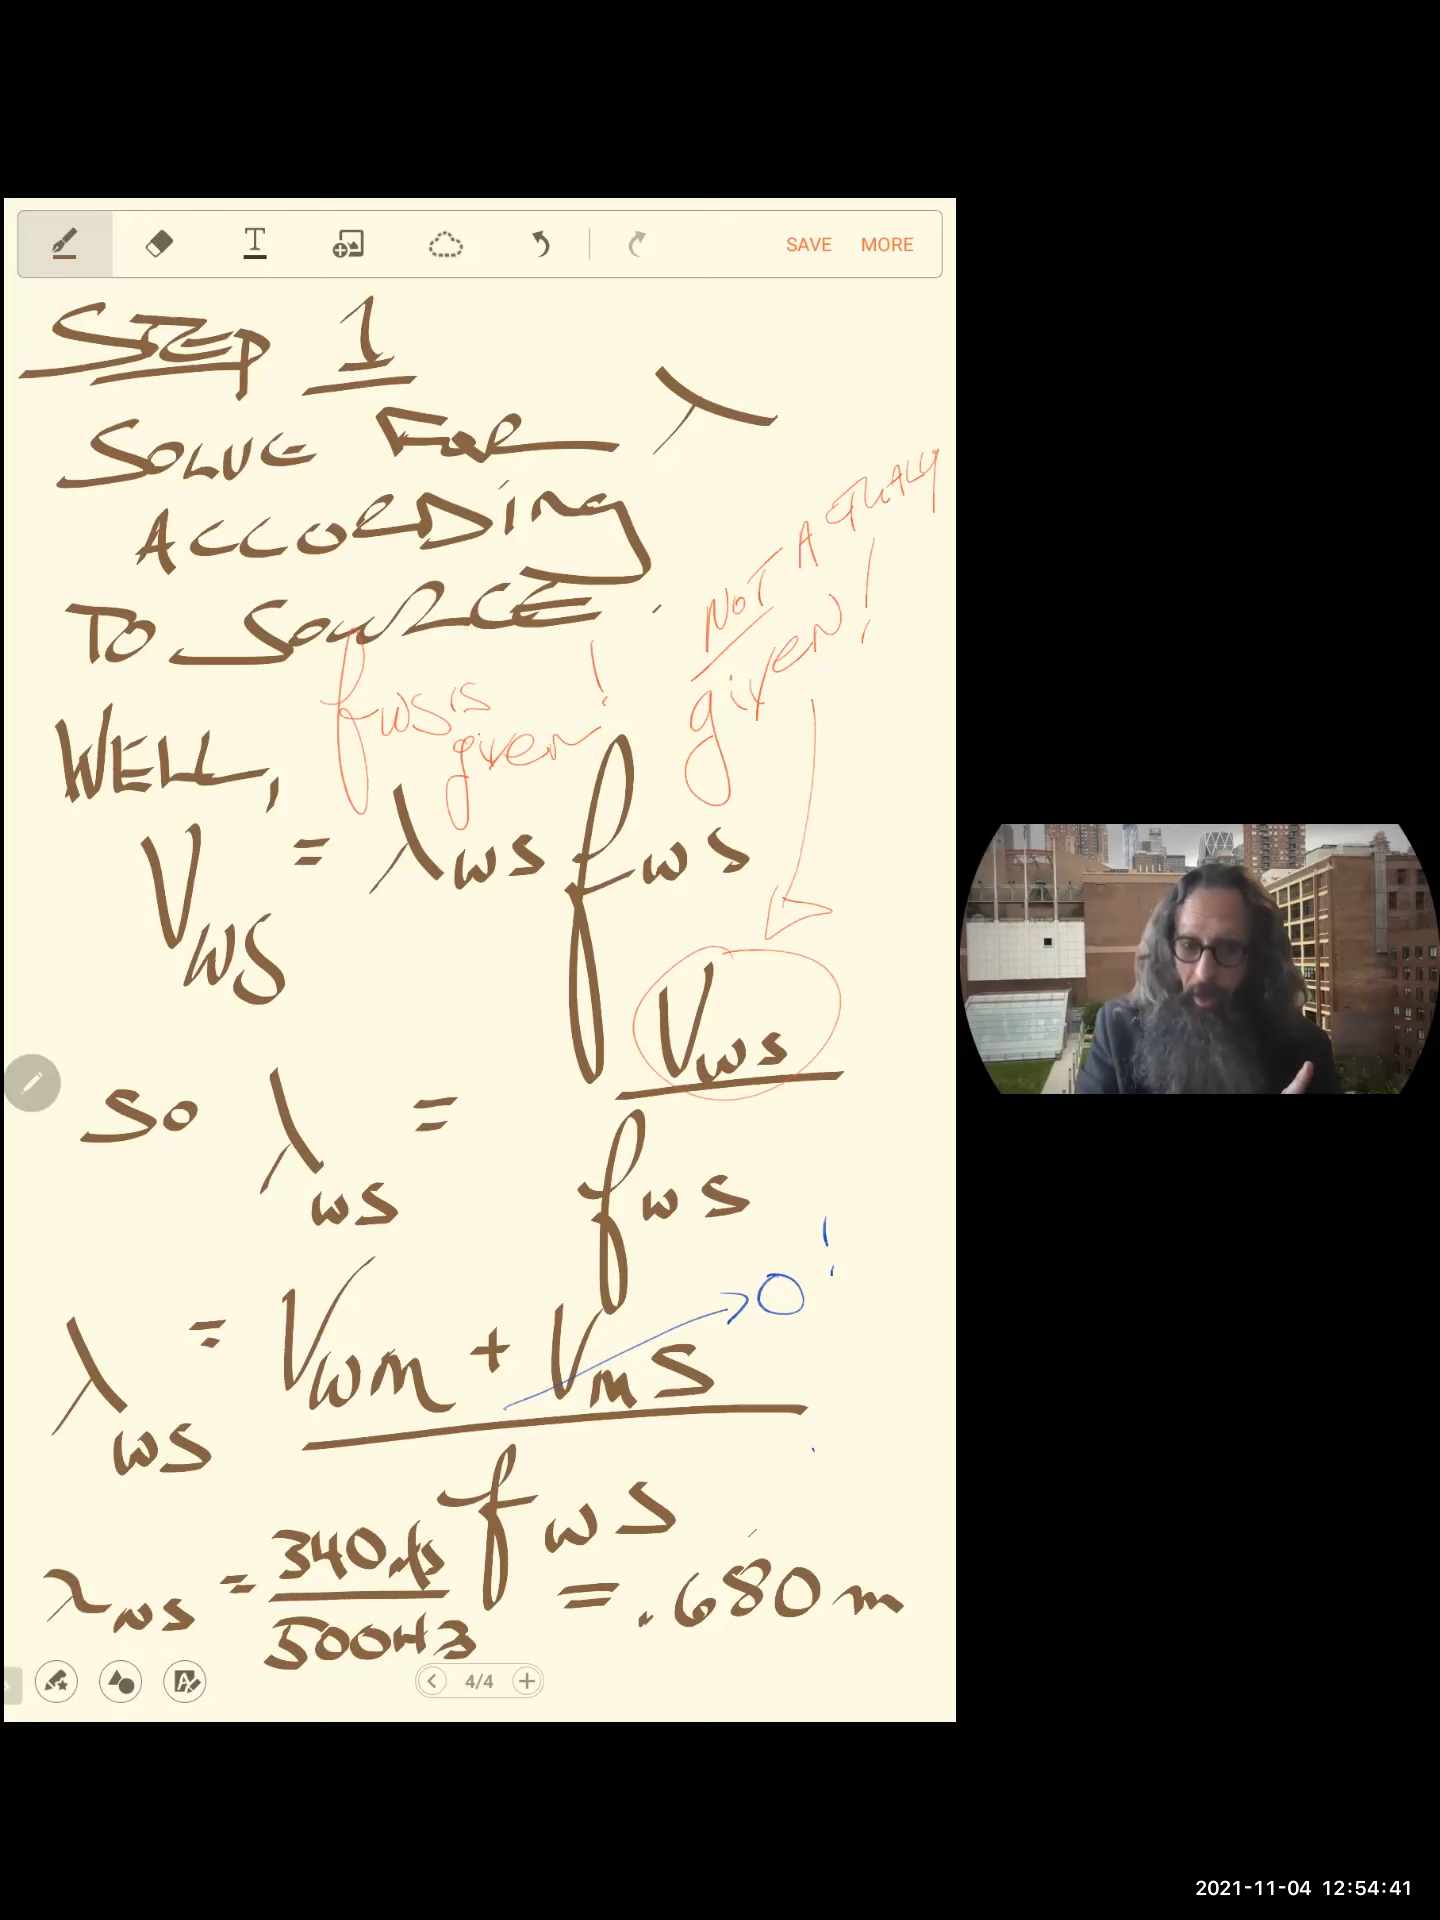 T SAVE MORE
STEP 1
SOLVE FOR λ
ACCORDING
TO SOURCE.
NOT ACTUALLY
given!
fws is
given!
WELL,
Vws = λws fws
so λws = Vws
fws
λws = Vwm + Vms → 0!
fws
λws = 340 m/s = .680 m
500Hz
4/4
2021-11-04 12:54:41